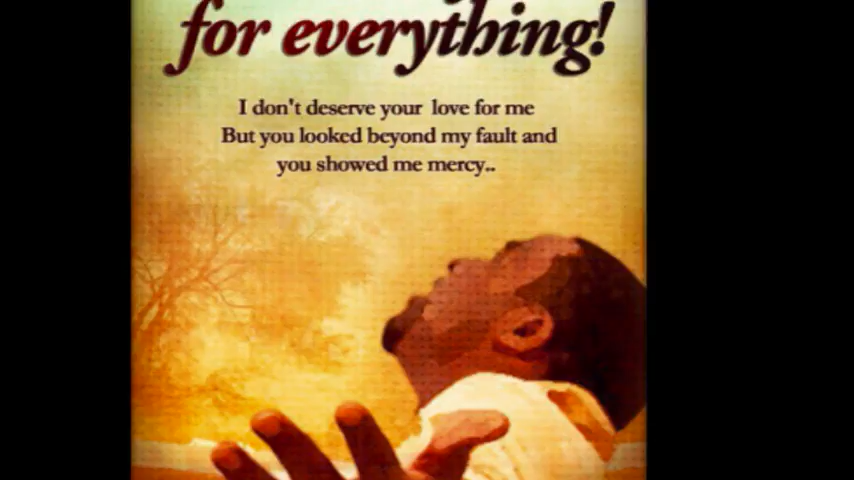 for everything!
I don't deserve your love for me
But you looked beyond my fault and
you showed me mercy..